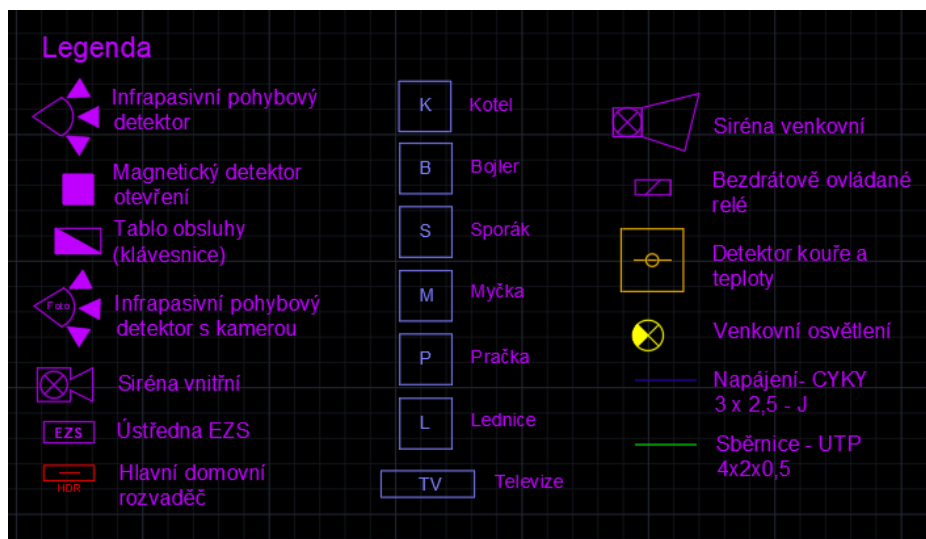 Legenda
Infrapasivní pohybový
detektor
Magnetický detektor
otevření
Tablo obsluhy
(klávesnice)
Foto
Infrapasivní pohybový
detektor s kamerou
Siréna vnitřní
EZS
Ústředna EZS
HDR
Hlavní domovní
rozvaděč
K
Kotel
B
Bojler
S
Sporák
M
Myčka
P
Pračka
L
Lednice
TV
Televize
Siréna venkovní
Bezdrátově ovládané
relé
Detektor kouře a
teploty
Venkovní osvětlení
Napájení- CYKY
3 x 2,5 - J
Sběrnice - UTP
4x2x0,5